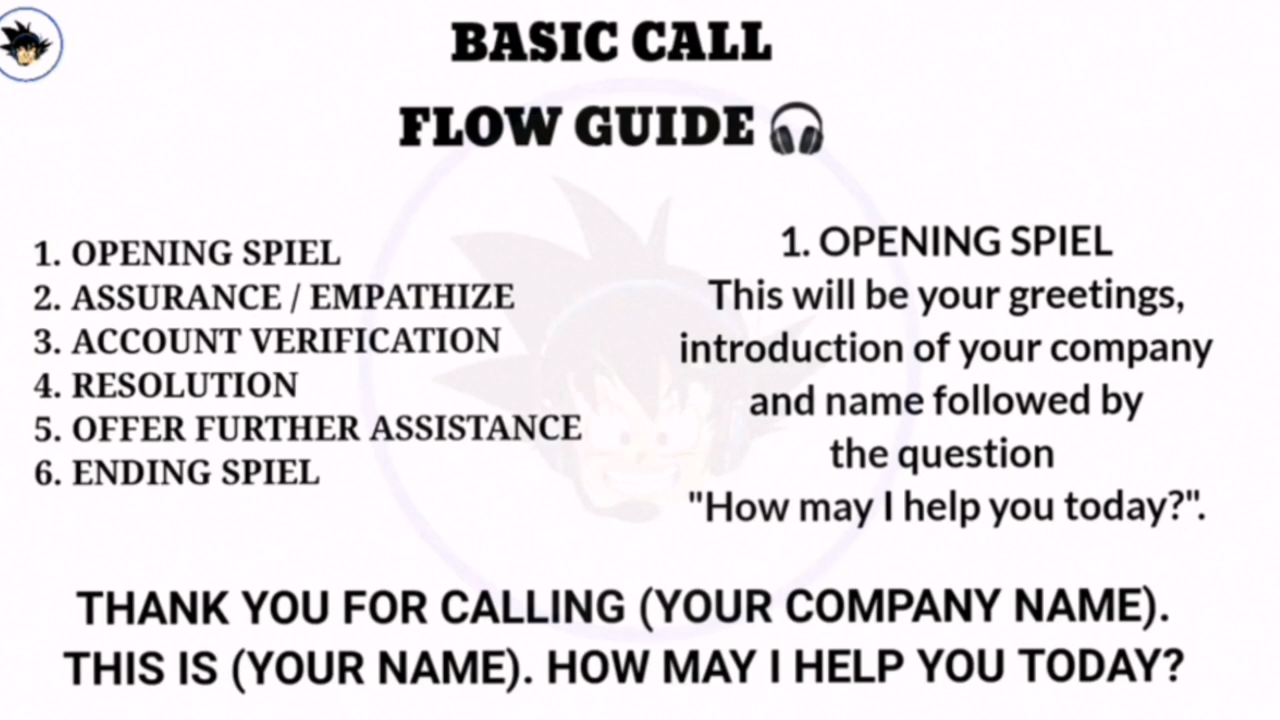 BASIC CALL
FLOW GUIDE
1. OPENING SPIEL
2. ASSURANCE / EMPATHIZE
3. ACCOUNT VERIFICATION
4. RESOLUTION
5. OFFER FURTHER ASSISTANCE
6. ENDING SPIEL
1. OPENING SPIEL
This will be your greetings,
introduction of your company
and name followed by
the question
"How may I help you today?".
THANK YOU FOR CALLING (YOUR COMPANY NAME).
THIS IS (YOUR NAME). HOW MAY I HELP YOU TODAY?